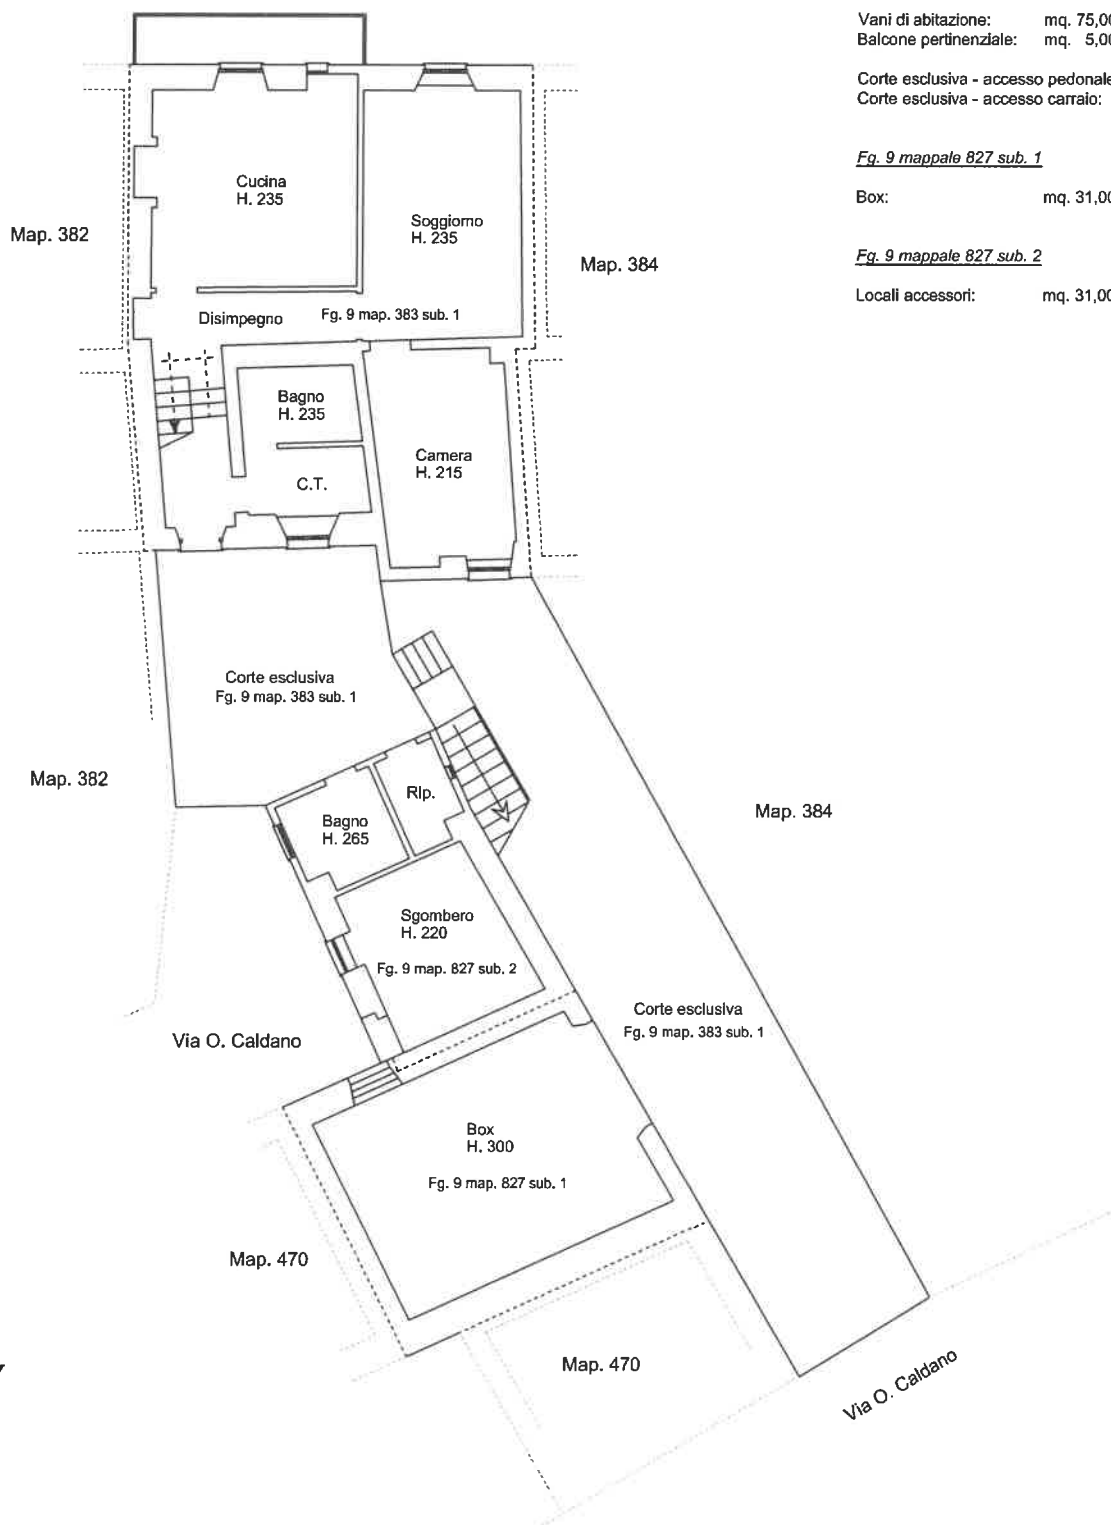 Vani di abitazione: mq. 75,00
Balcone pertinenziale: mq. 5,00
Corte esclusiva - accesso pedonale
Corte esclusiva - accesso carraio:
Fg. 9 mappale 827 sub. 1
Box: mq. 31,00
Fg. 9 mappale 827 sub. 2
Locali accessori: mq. 31,00
Cucina
H. 235
Soggiorno
H. 235
Map. 382
Map. 384
Disimpegno
Fg. 9 map. 383 sub. 1
Bagno
H. 235
Camera
H. 215
C.T.
Corte esclusiva
Fg. 9 map. 383 sub. 1
Map. 382
Rip.
Bagno
H. 265
Map. 384
Sgombero
H. 220
Fg. 9 map. 827 sub. 2
Corte esclusiva
Fg. 9 map. 383 sub. 1
Via O. Caldano
Box
H. 300
Fg. 9 map. 827 sub. 1
Map. 470
Map. 470
Via O. Caldano